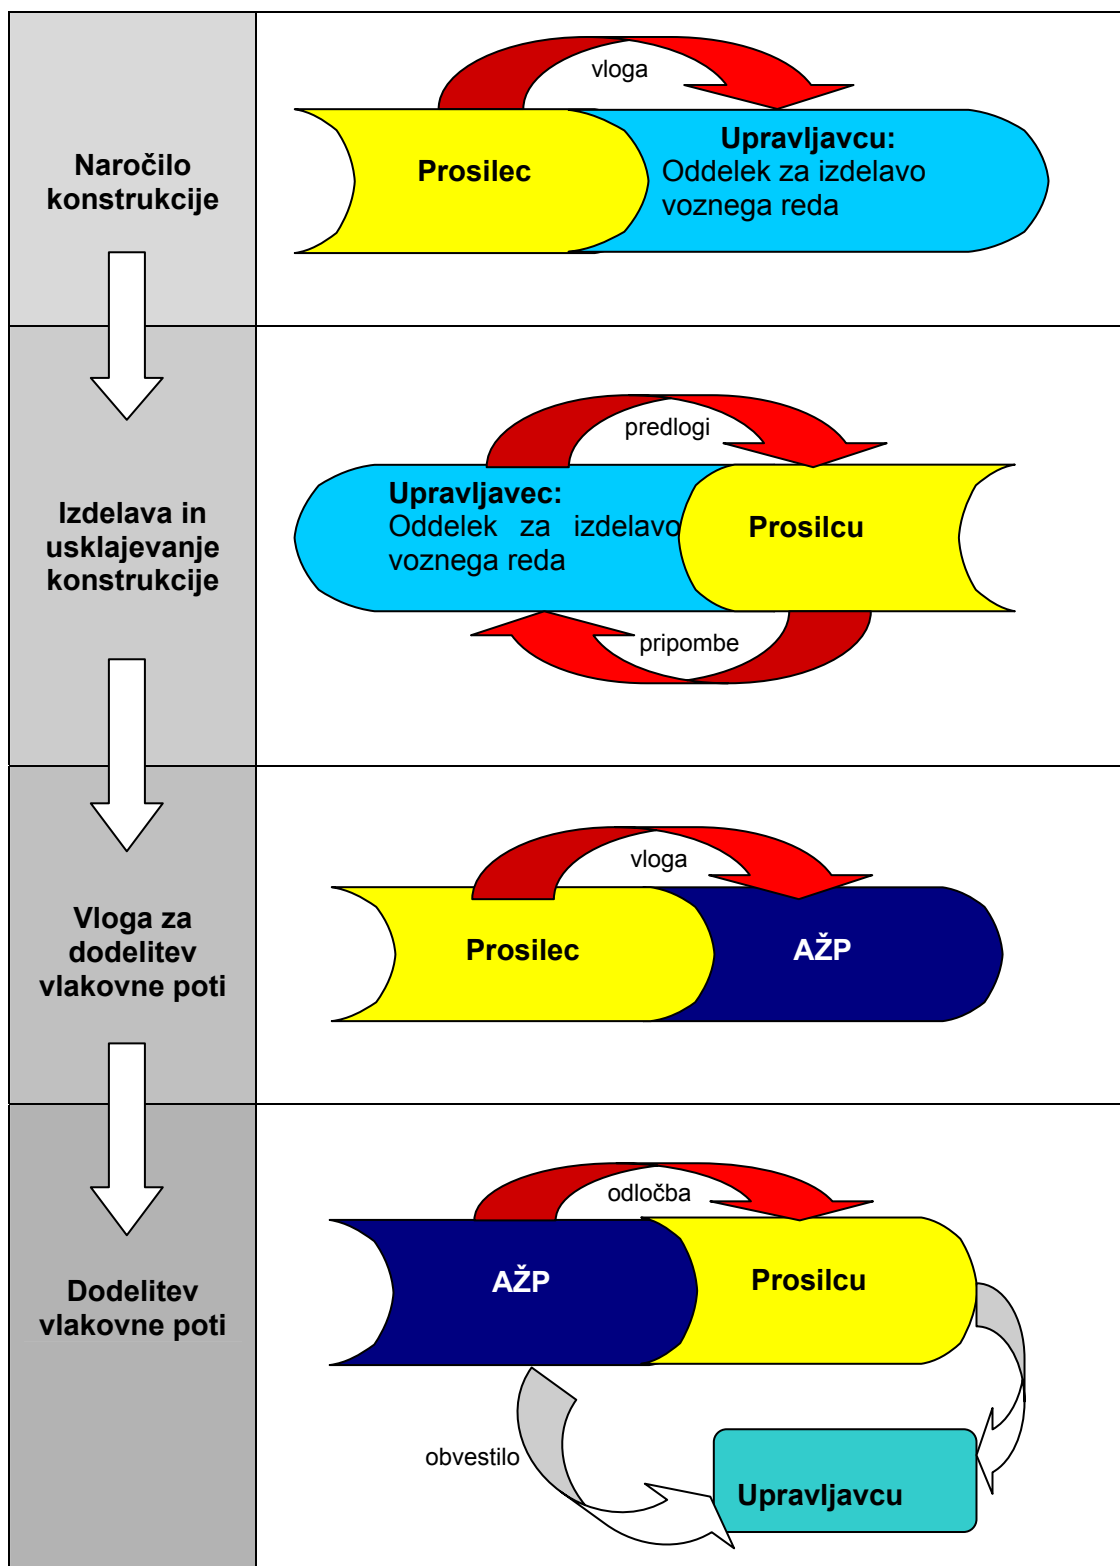 vloga
Naročilo
konstrukcije
Prosilec
Upravljavcu:
Oddelek za izdelavo
voznega reda
predlogi
Izdelava in
usklajevanje
konstrukcije
Upravljavec:
Oddelek za izdelavo
voznega reda
Prosilcu
pripombe
vloga
Vloga za
dodelitev
vlakovne poti
Prosilec
AŽP
odločba
Dodelitev
vlakovne poti
AŽP
Prosilcu
obvestilo
Upravljavcu